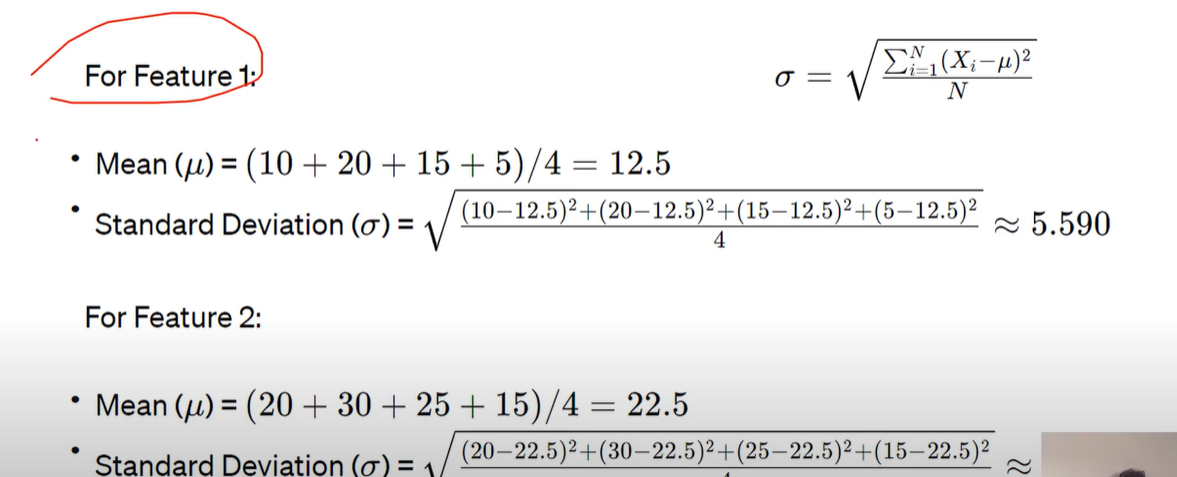 For Feature 1:
σ = √(∑ᵢ₌₁ᴺ (Xᵢ−μ)² / N)
• Mean (μ) = (10 + 20 + 15 + 5)/4 = 12.5
• Standard Deviation (σ) = √((10−12.5)²+(20−12.5)²+(15−12.5)²+(5−12.5)² / 4) ≈ 5.590
For Feature 2:
• Mean (μ) = (20 + 30 + 25 + 15)/4 = 22.5
• Standard Deviation (σ) = √((20−22.5)²+(30−22.5)²+(25−22.5)²+(15−22.5)² ≈